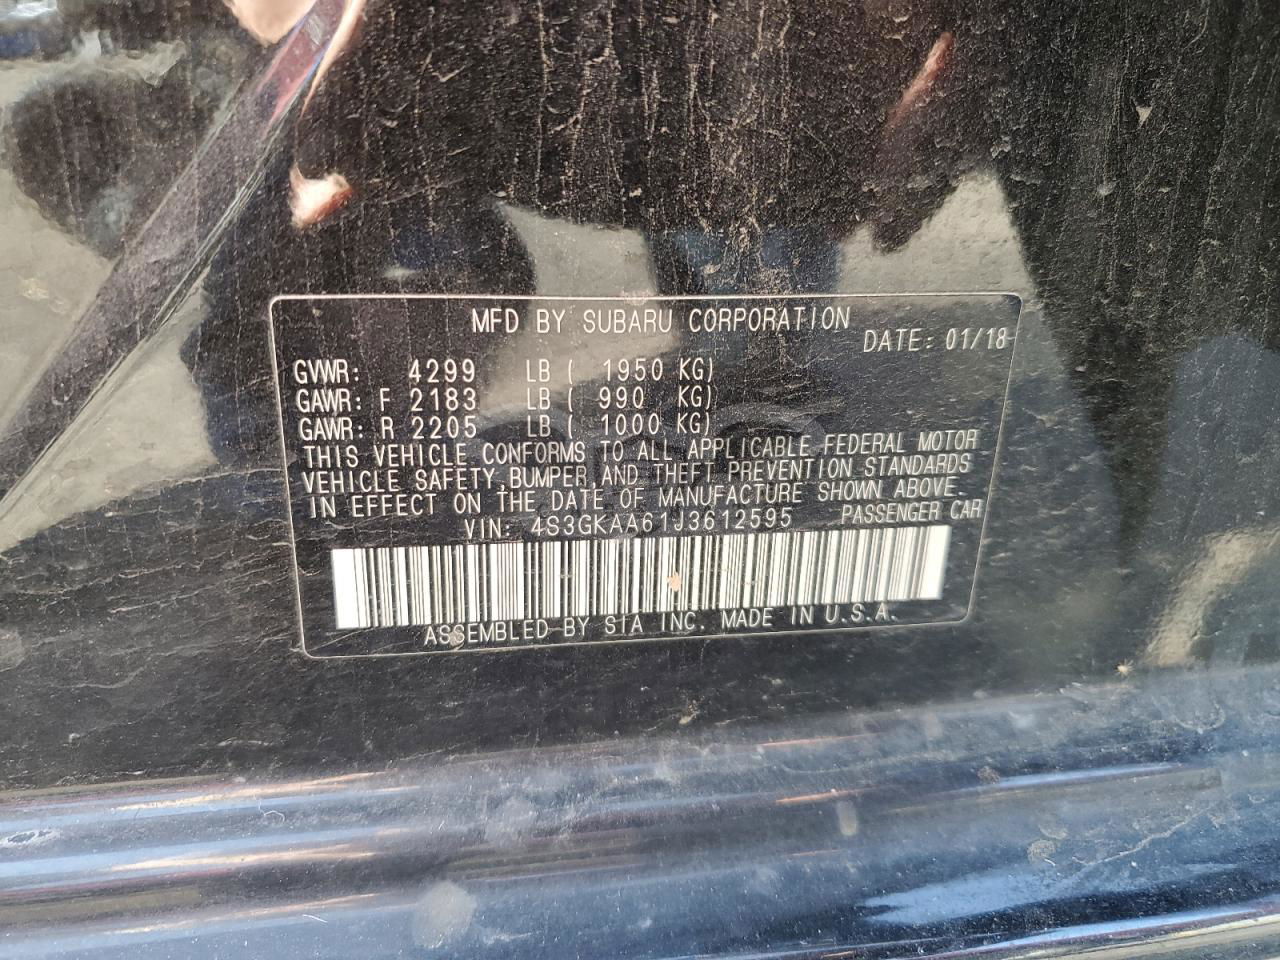 MFD BY SUBARU CORPORATION
DATE: 01/18
GVWR: 4299 LB ( 1950 KG)
GAWR: F 2183 LB ( 990 KG)
GAWR: R 2205 LB ( 1000 KG)
THIS VEHICLE CONFORMS TO ALL APPLICABLE FEDERAL MOTOR
VEHICLE SAFETY, BUMPER, AND THEFT PREVENTION STANDARDS
IN EFFECT ON THE DATE OF MANUFACTURE SHOWN ABOVE.
VIN: 4S3GKAA61J3612595 PASSENGER CAR
ASSEMBLED BY SIA INC. MADE IN U.S.A.